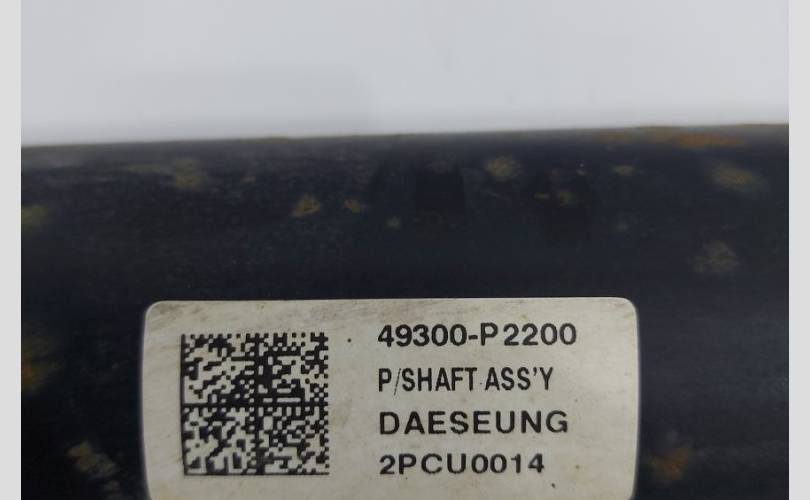 49300-P2200
P/SHAFT ASS'Y
DAESEUNG
2PCU0014